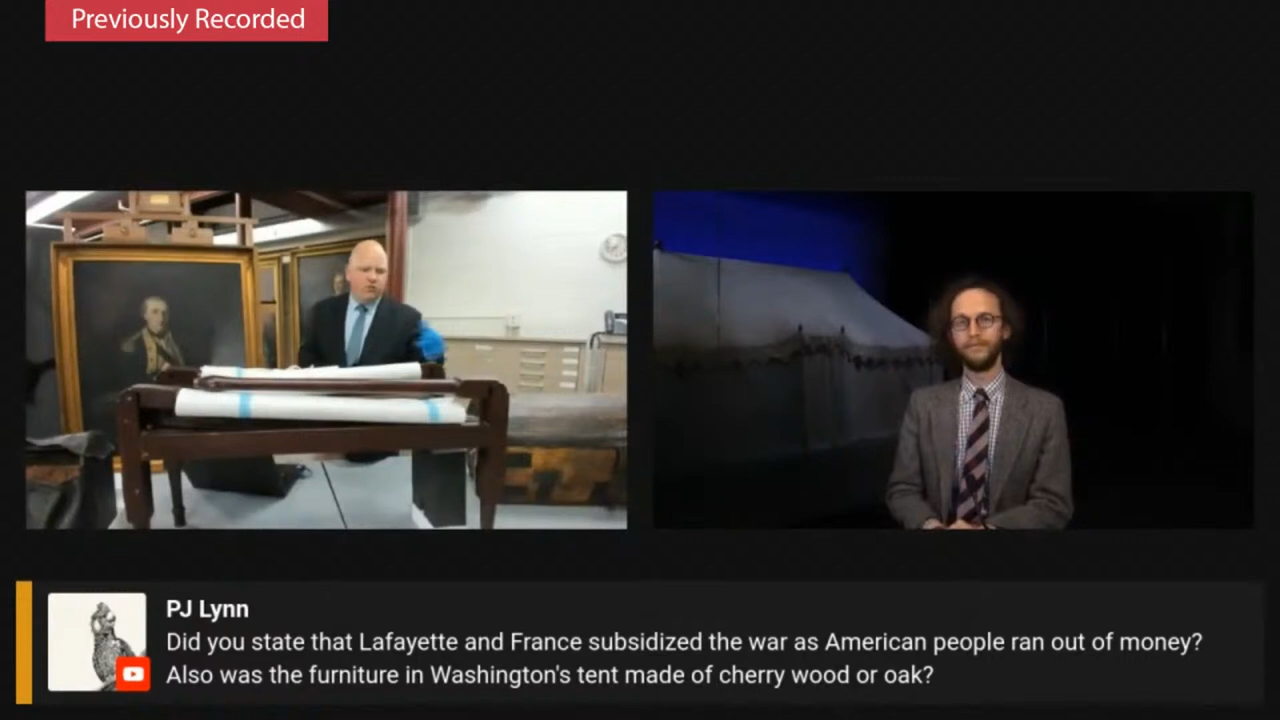 Previously Recorded
PJ Lynn
Did you state that Lafayette and France subsidized the war as American people ran out of money?
Also was the furniture in Washington's tent made of cherry wood or oak?